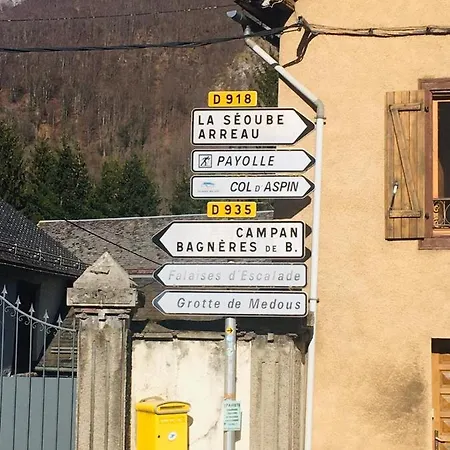 D 918
LA SÉOUBE
ARREAU
PAYOLLE
COL D'ASPIN
D 935
CAMPAN
BAGNÈRES DE B.
Falaises d'Escalade
Grotte de Medous